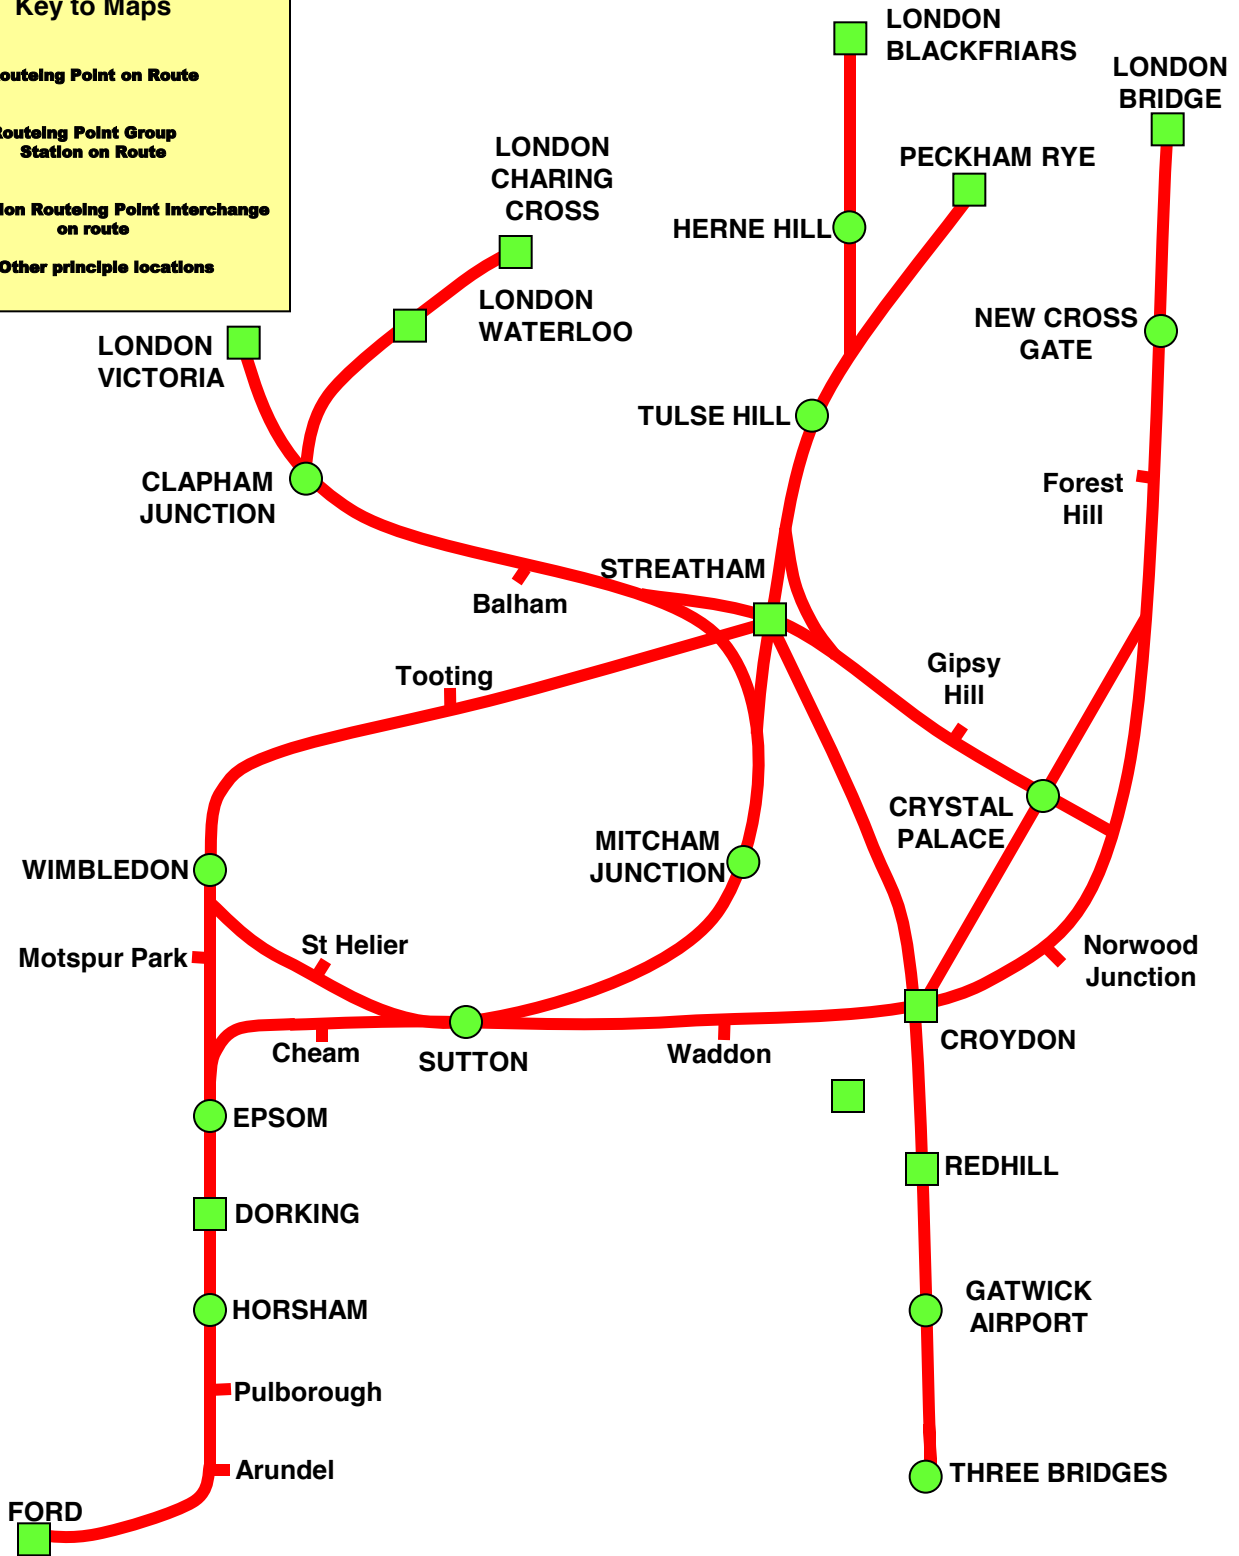 Key to Maps
outeing Point on Route
Routeing Point Group
Station on Route
ion Routeing Point Interchange
on route
Other principle locations
LONDON
BLACKFRIARS
LONDON
BRIDGE
LONDON
CHARING
CROSS
PECKHAM RYE
HERNE HILL
LONDON
WATERLOO
NEW CROSS
GATE
LONDON
VICTORIA
TULSE HILL
CLAPHAM
JUNCTION
Forest
Hill
STREATHAM
Balham
Tooting
Gipsy
Hill
CRYSTAL
PALACE
MITCHAM
JUNCTION
WIMBLEDON
St Helier
Motspur Park
Norwood
Junction
Cheam
SUTTON
Waddon
CROYDON
EPSOM
REDHILL
DORKING
GATWICK
AIRPORT
HORSHAM
Pulborough
Arundel
THREE BRIDGES
FORD